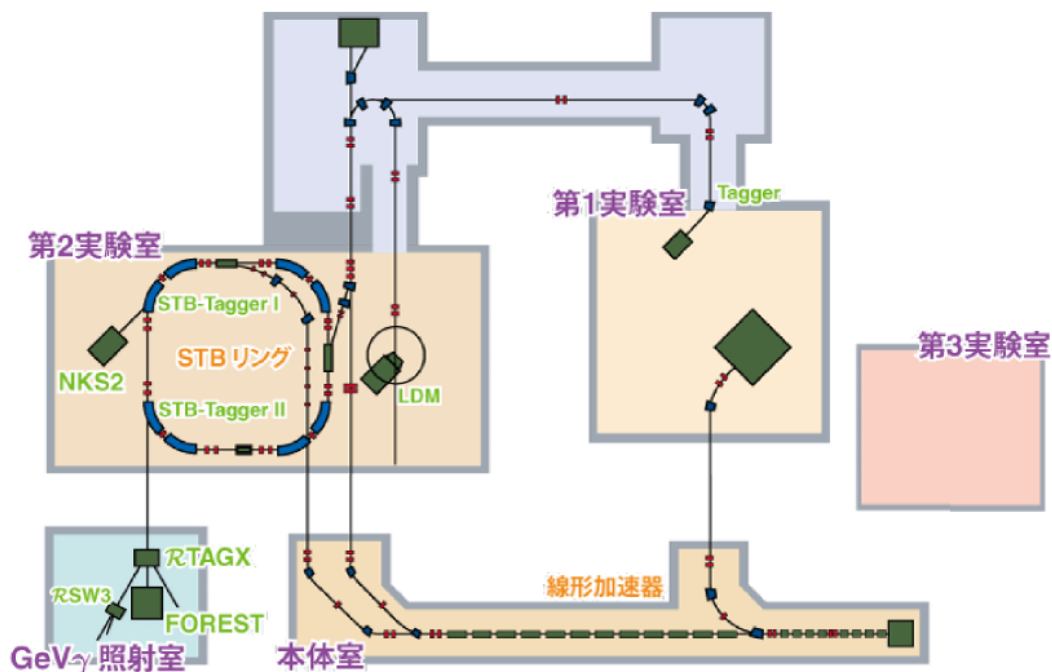 Tagger
第1実験室
第2実験室
STB-Tagger I
STB リング
第3実験室
NKS2
LDM
STB-Tagger II
RTAGX
線形加速器
RSW3
FOREST
GeVγ 照射室
本体室